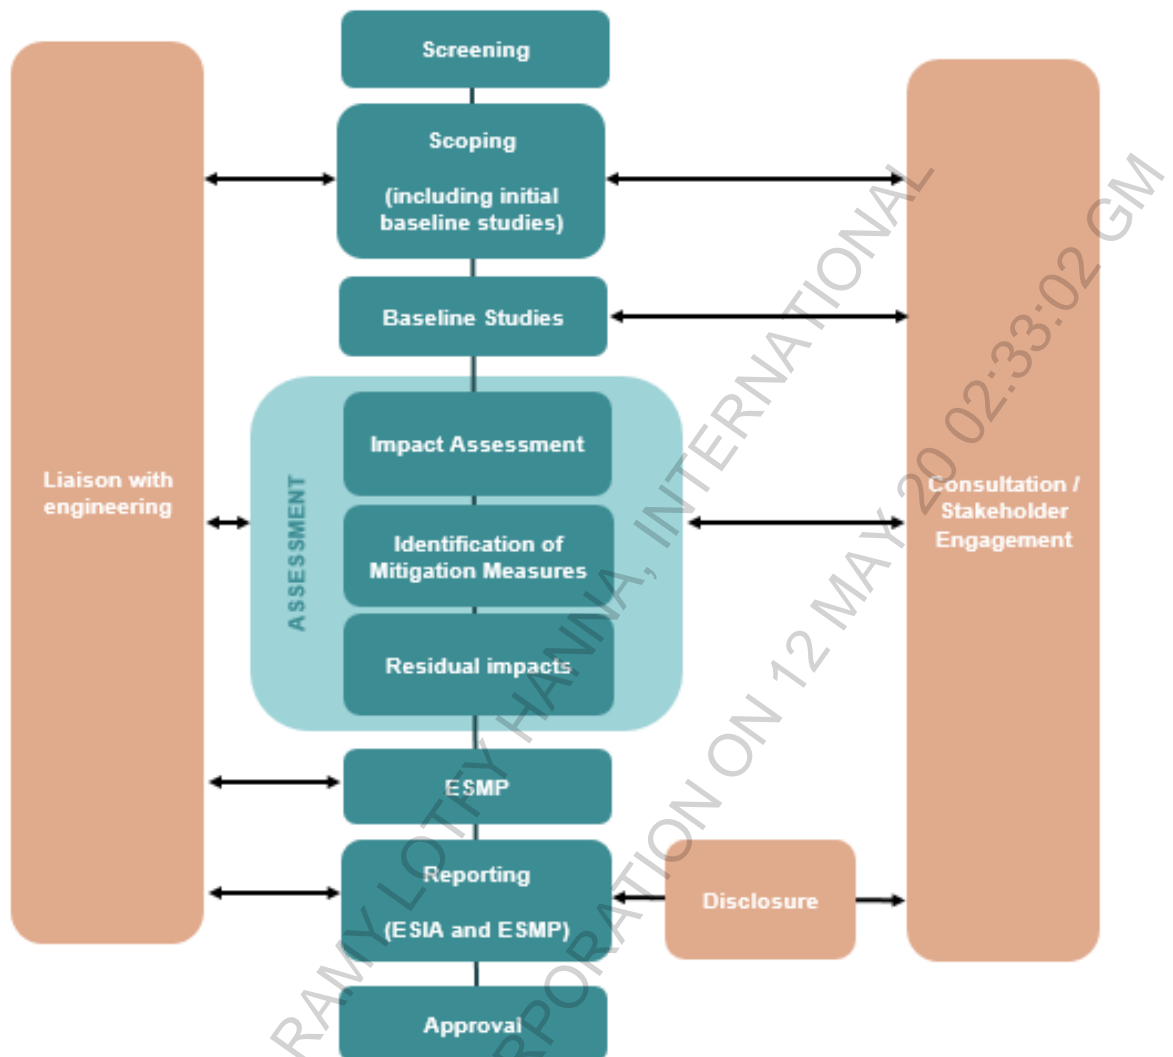 Screening
Scoping
(including initial
baseline studies)
Baseline Studies
ASSESSMENT
Impact Assessment
Identification of
Mitigation Measures
Residual impacts
Liaison with
engineering
Consultation /
Stakeholder
Engagement
ESMP
Reporting
(ESIA and ESMP)
Disclosure
Approval
RAMY LOTFY HANNA, INTERNATIONAL
ON 12 MAY 20 02:33:02 GM